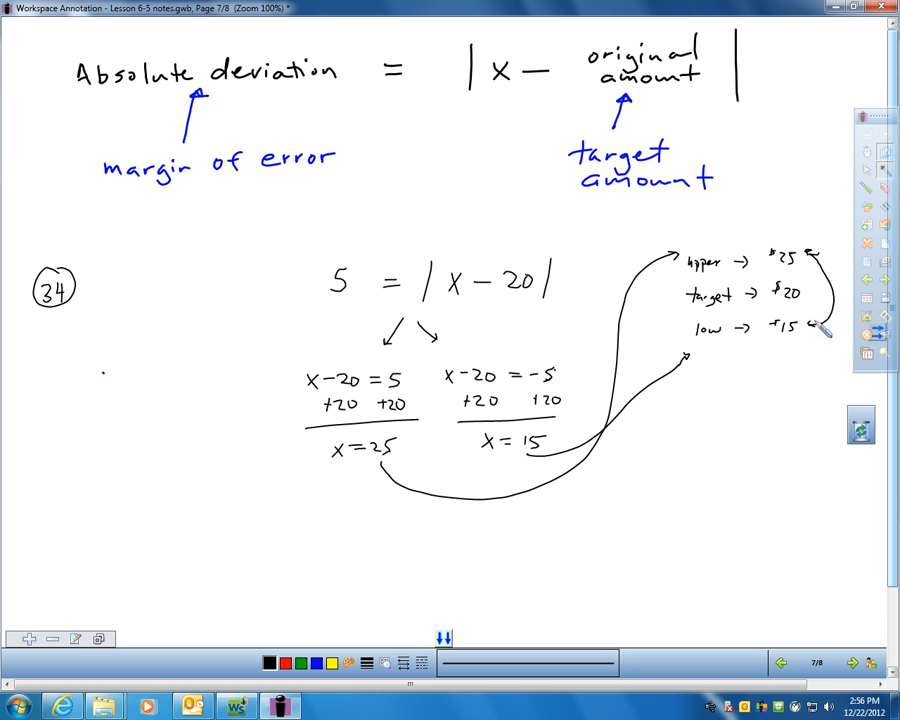 Workspace Annotation - Lesson 6-5 notes.gwb, Page 7/8 (Zoom 100%) *
Absolute deviation = | x - original amount |
margin of error
target
amount
34
5 = | x - 20 |
upper → $25
target → $20
low → $15
x-20 = 5
+20 +20
x = 25
x-20 = -5
+20 +20
x = 15
7/8
2:56 PM
12/22/2012